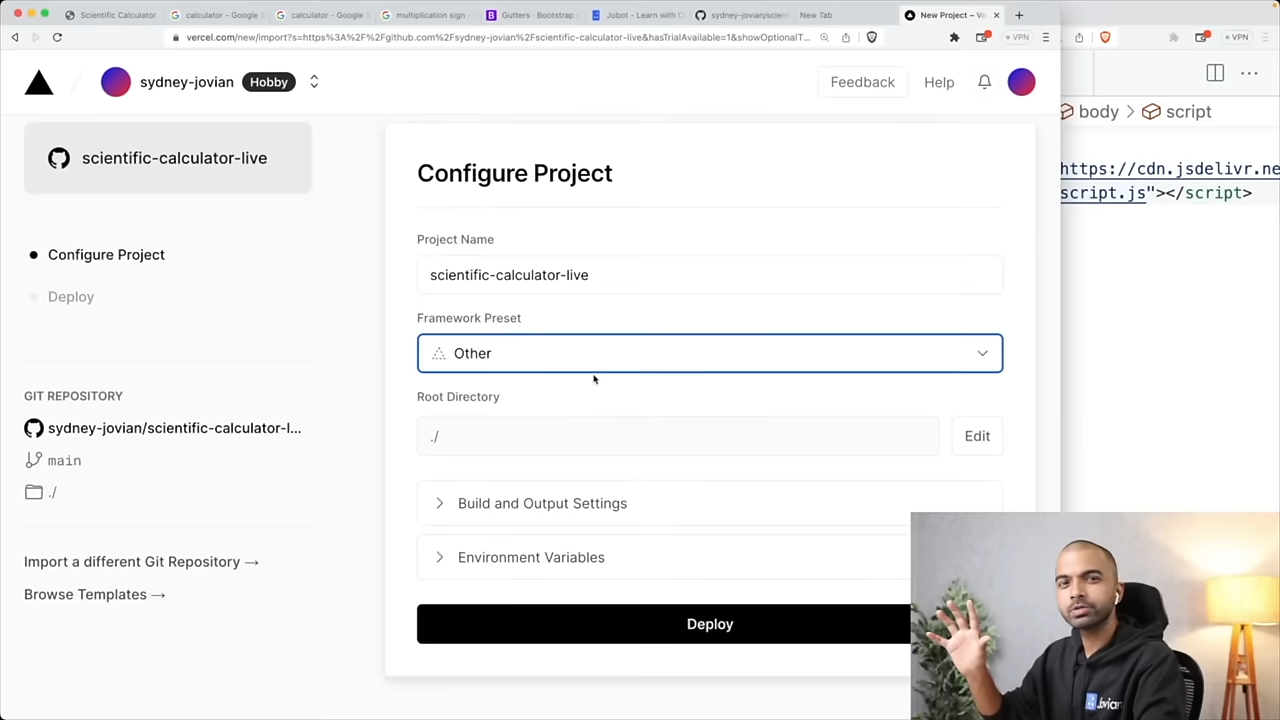 Scientific Calculator
calculator - Google S
calculator - Google S
multiplication sign -
Gutters · Bootstrap
Jobot - Learn with C
sydney-jovian/scien
New Tab
New Project – Ve
vercel.com/new/import?s=https%3A%2F%2Fgithub.com%2Fsydney-jovian%2Fscientific-calculator-live&hasTrialAvailable=1&showOptionalT...
VPN
VPN
sydney-jovian
Hobby
Feedback
Help
body > script
scientific-calculator-live
https://cdn.jsdelivr.ne
script.js"></script>
Configure Project
Project Name
Configure Project
scientific-calculator-live
Deploy
Framework Preset
Other
GIT REPOSITORY
Root Directory
sydney-jovian/scientific-calculator-l...
./
Edit
main
./
Build and Output Settings
Import a different Git Repository →
Environment Variables
Browse Templates →
Deploy
Jovian